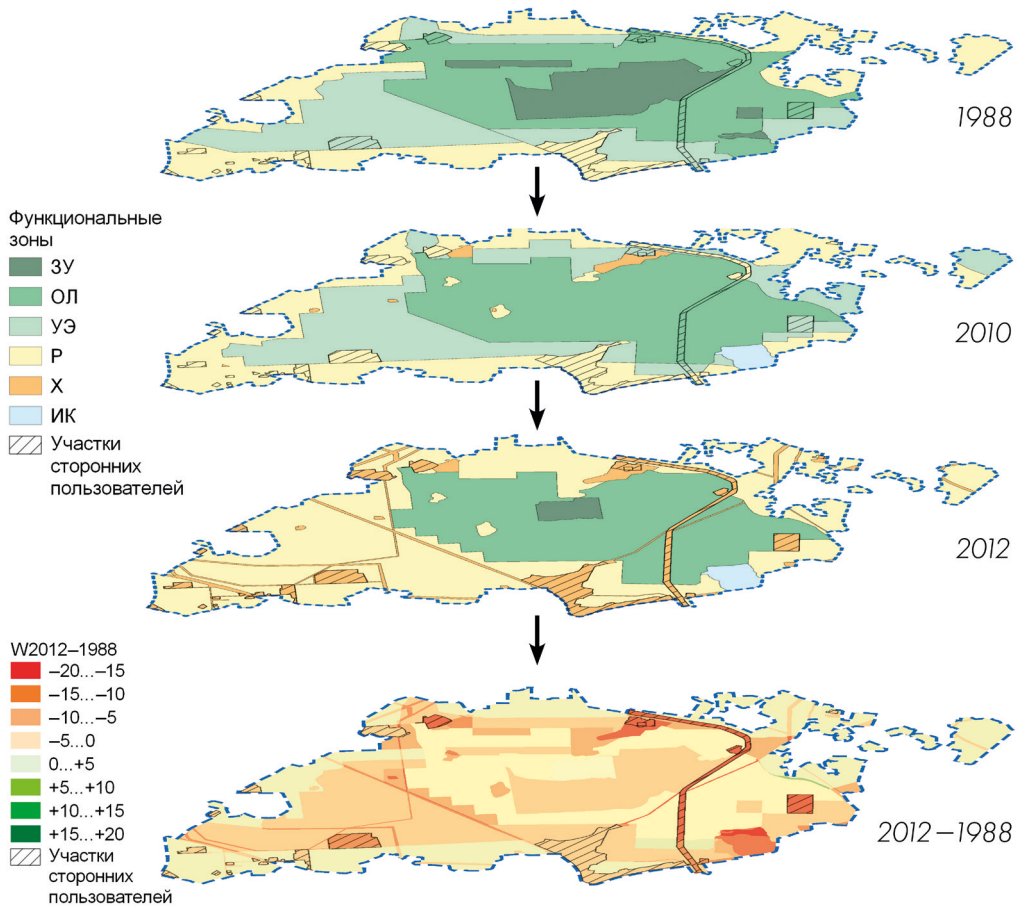 1988
Функциональные
зоны
ЗУ
ОЛ
УЭ
Р
Х
ИК
Участки
сторонних
пользователей
2010
2012
W2012–1988
–20...–15
–15...–10
–10...–5
–5...0
0...+5
+5...+10
+10...+15
+15...+20
Участки
сторонних
пользователей
2012–1988